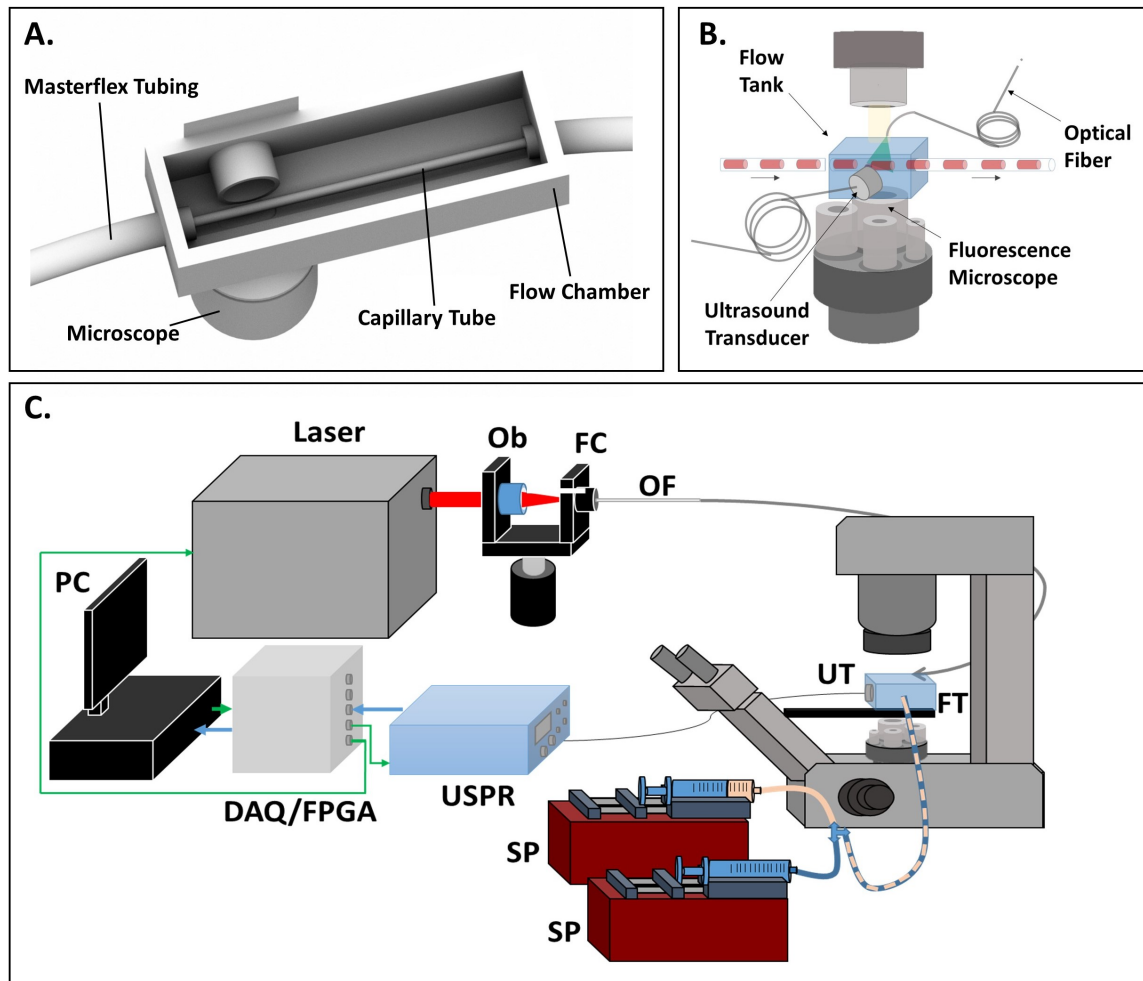 A.
Masterflex Tubing
Microscope
Capillary Tube
Flow Chamber
B.
Flow
Tank
Optical
Fiber
Fluorescence
Microscope
Ultrasound
Transducer
C.
Laser
Ob
FC
OF
PC
UT
FT
DAQ/FPGA
USPR
SP
SP